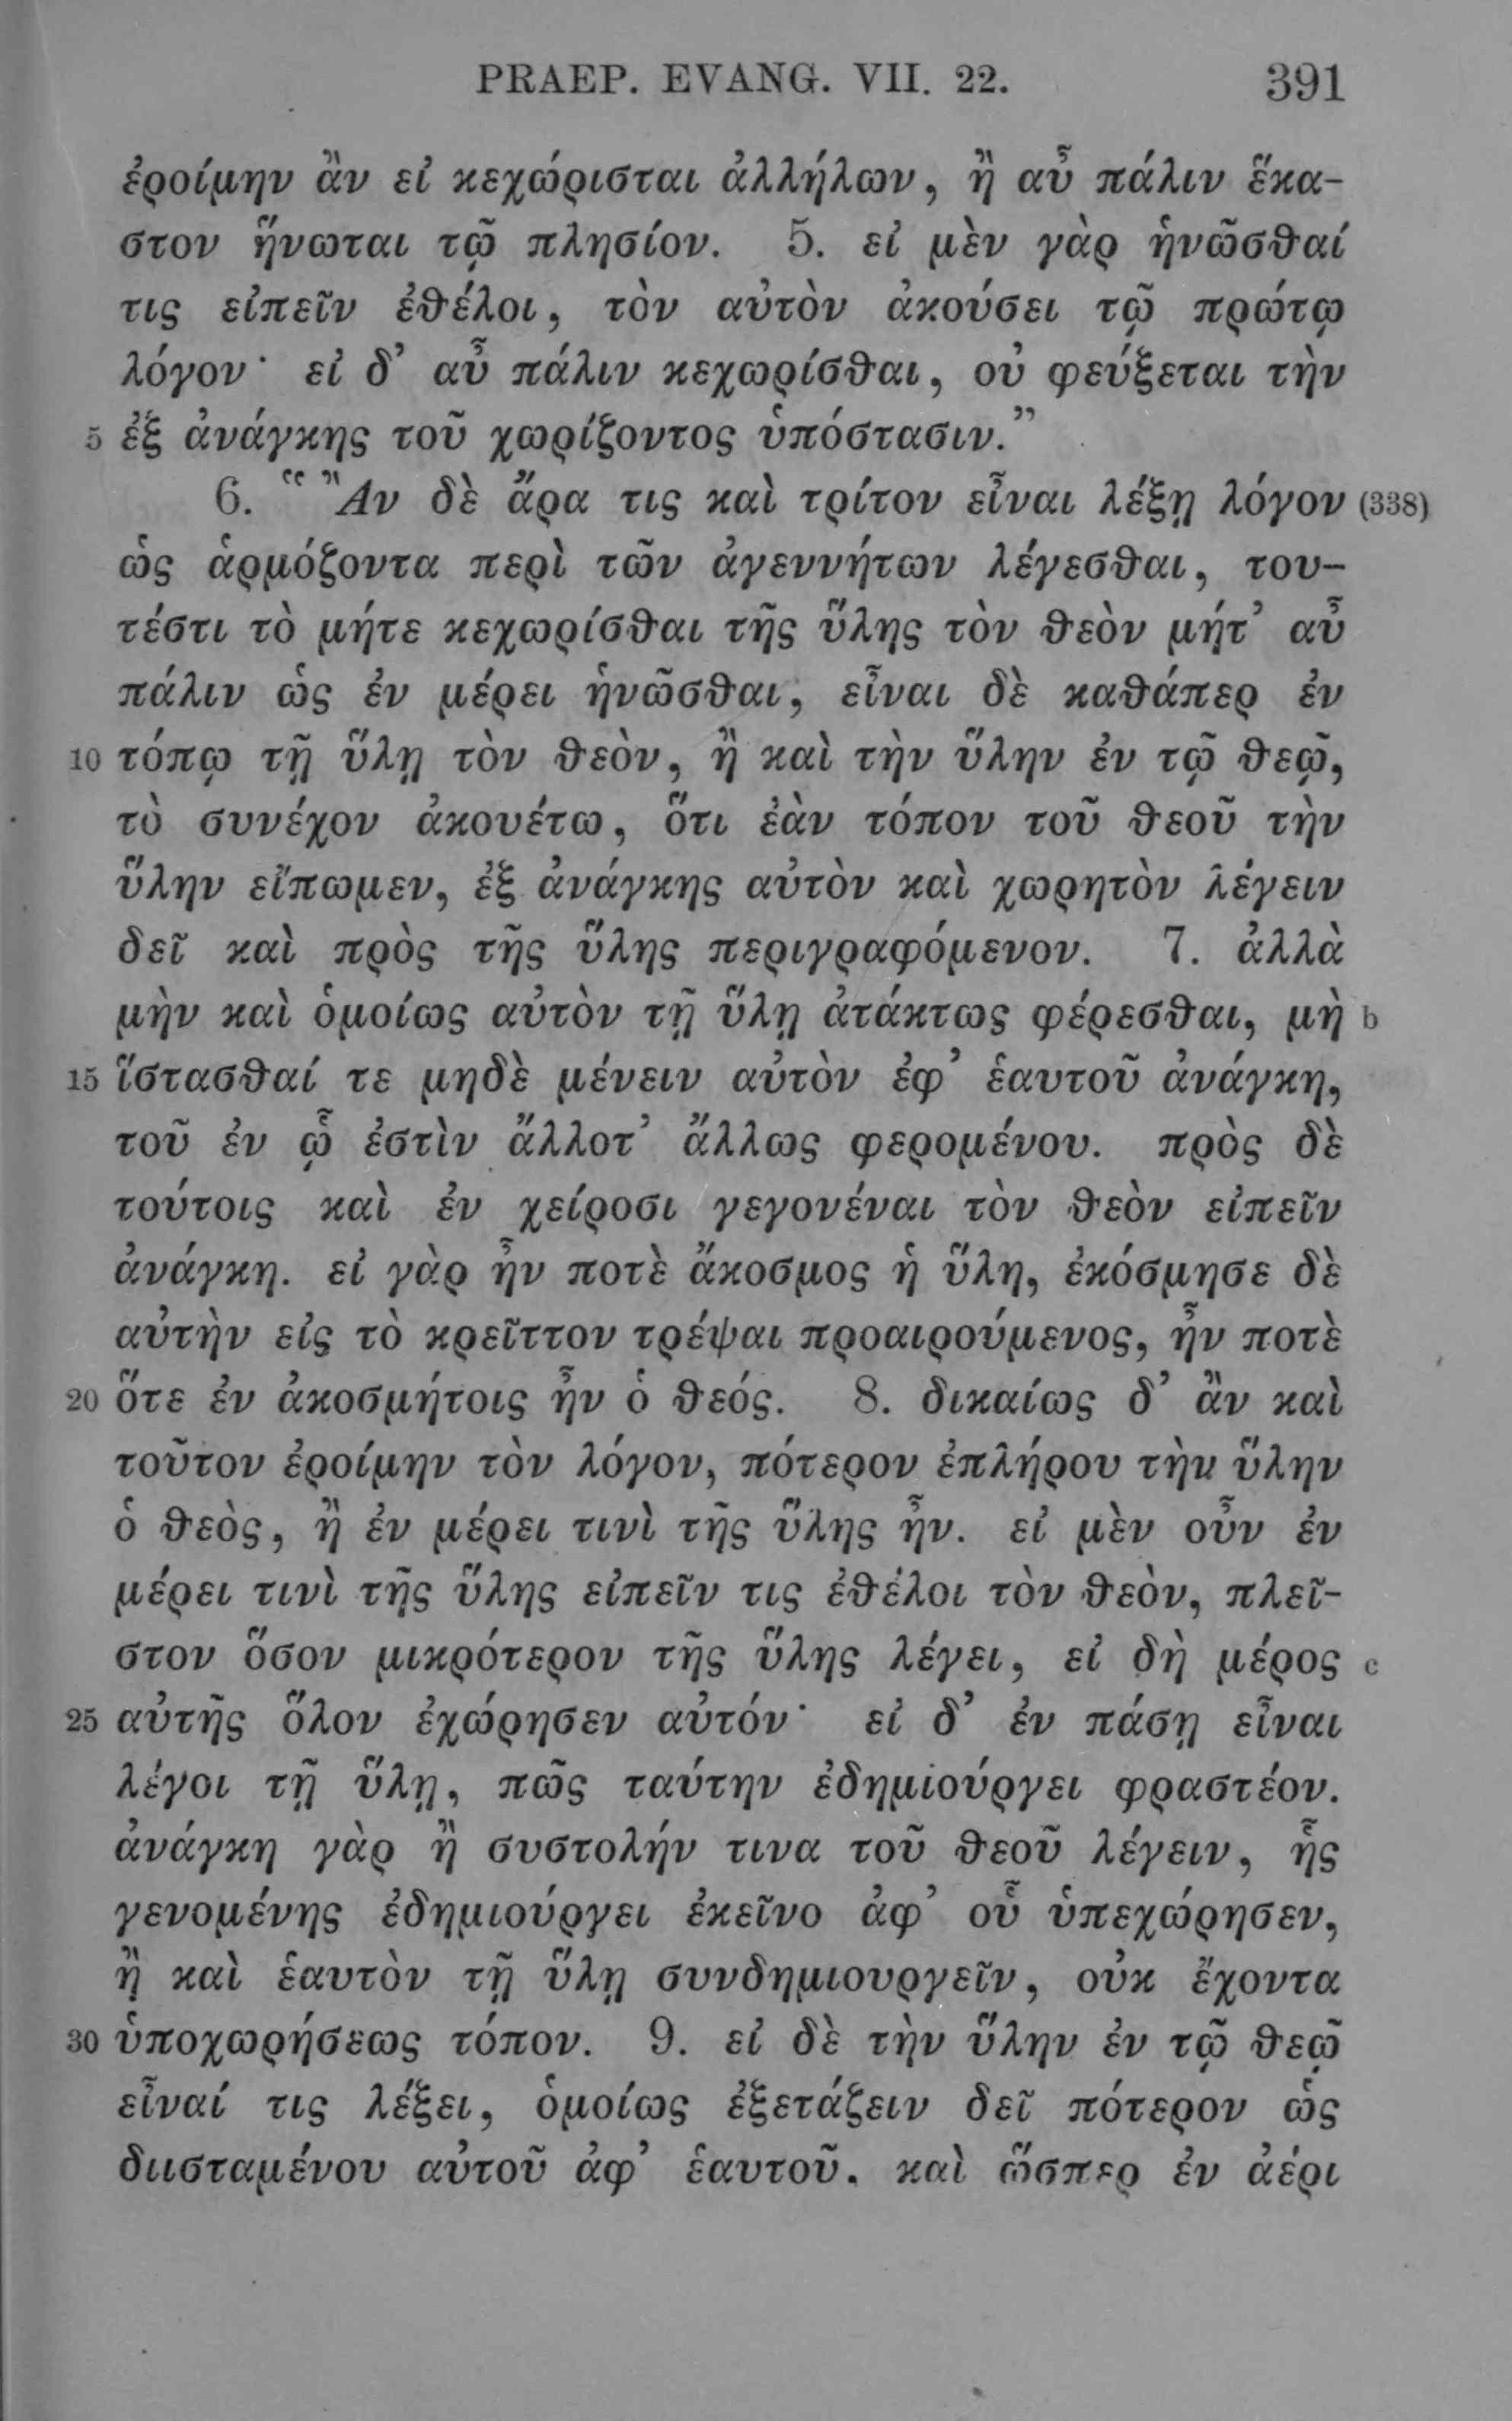 PRAEP. EVANG. VII. 22. 391
ἐροίμην ἂν εἰ κεχώρισται ἀλλήλων, ἢ αὖ πάλιν ἕκα-
στον ἥνωται τῷ πλησίον. 5. εἰ μὲν γὰρ ἡνῶσθαί
τις εἰπεῖν ἐθέλοι, τὸν αὐτὸν ἀκούσει τῷ πρώτῳ
λόγον· εἰ δ’ αὖ πάλιν κεχωρίσθαι, οὐ φεύξεται τὴν
5 ἐξ ἀνάγκης τοῦ χωρίζοντος ὑπόστασιν.”
6. “Ἂν δὲ ἄρα τις καὶ τρίτον εἶναι λέξῃ λόγον (338)
ὡς ἁρμόζοντα περὶ τῶν ἀγεννήτων λέγεσθαι, του-
τέστι τὸ μήτε κεχωρίσθαι τῆς ὕλης τὸν θεὸν μήτ’ αὖ
πάλιν ὡς ἐν μέρει ἡνῶσθαι, εἶναι δὲ καθάπερ ἐν
10 τόπῳ τῇ ὕλῃ τὸν θεὸν, ἢ καὶ τὴν ὕλην ἐν τῷ θεῷ,
τὸ συνέχον ἀκουέτω, ὅτι ἐὰν τόπον τοῦ θεοῦ τὴν
ὕλην εἴπωμεν, ἐξ ἀνάγκης αὐτὸν καὶ χωρητὸν λέγειν
δεῖ καὶ πρὸς τῆς ὕλης περιγραφόμενον. 7. ἀλλὰ
μὴν καὶ ὁμοίως αὐτὸν τῇ ὕλῃ ἀτάκτως φέρεσθαι, μὴ b
15 ἵστασθαί τε μηδὲ μένειν αὐτὸν ἐφ’ ἑαυτοῦ ἀνάγκη,
τοῦ ἐν ᾧ ἐστὶν ἄλλοτ’ ἄλλως φερομένου. πρὸς δὲ
τούτοις καὶ ἐν χείροσι γεγονέναι τὸν θεὸν εἰπεῖν
ἀνάγκη. εἰ γὰρ ἦν ποτὲ ἄκοσμος ἡ ὕλη, ἐκόσμησε δὲ
αὐτὴν εἰς τὸ κρεῖττον τρέψαι προαιρούμενος, ἦν ποτὲ
20 ὅτε ἐν ἀκοσμήτοις ἦν ὁ θεός. 8. δικαίως δ’ ἂν καὶ
τοῦτον ἐροίμην τὸν λόγον, πότερον ἐπλήρου τὴν ὕλην
ὁ θεὸς, ἢ ἐν μέρει τινὶ τῆς ὕλης ἦν. εἰ μὲν οὖν ἐν
μέρει τινὶ τῆς ὕλης εἰπεῖν τις ἐθέλοι τὸν θεὸν, πλεῖ-
στον ὅσον μικρότερον τῆς ὕλης λέγει, εἰ δὴ μέρος c
25 αὐτῆς ὅλον ἐχώρησεν αὐτόν· εἰ δ’ ἐν πάσῃ εἶναι
λέγοι τῇ ὕλῃ, πῶς ταύτην ἐδημιούργει φραστέον.
ἀνάγκη γὰρ ἢ συστολήν τινα τοῦ θεοῦ λέγειν, ἧς
γενομένης ἐδημιούργει ἐκεῖνο ἀφ’ οὗ ὑπεχώρησεν,
ἢ καὶ ἑαυτὸν τῇ ὕλῃ συνδημιουργεῖν, οὐκ ἔχοντα
30 ὑποχωρήσεως τόπον. 9. εἰ δὲ τὴν ὕλην ἐν τῷ θεῷ
εἶναί τις λέξει, ὁμοίως ἐξετάζειν δεῖ πότερον ὡς
διισταμένου αὐτοῦ ἀφ’ ἑαυτοῦ, καὶ ὥσπερ ἐν ἀέρι